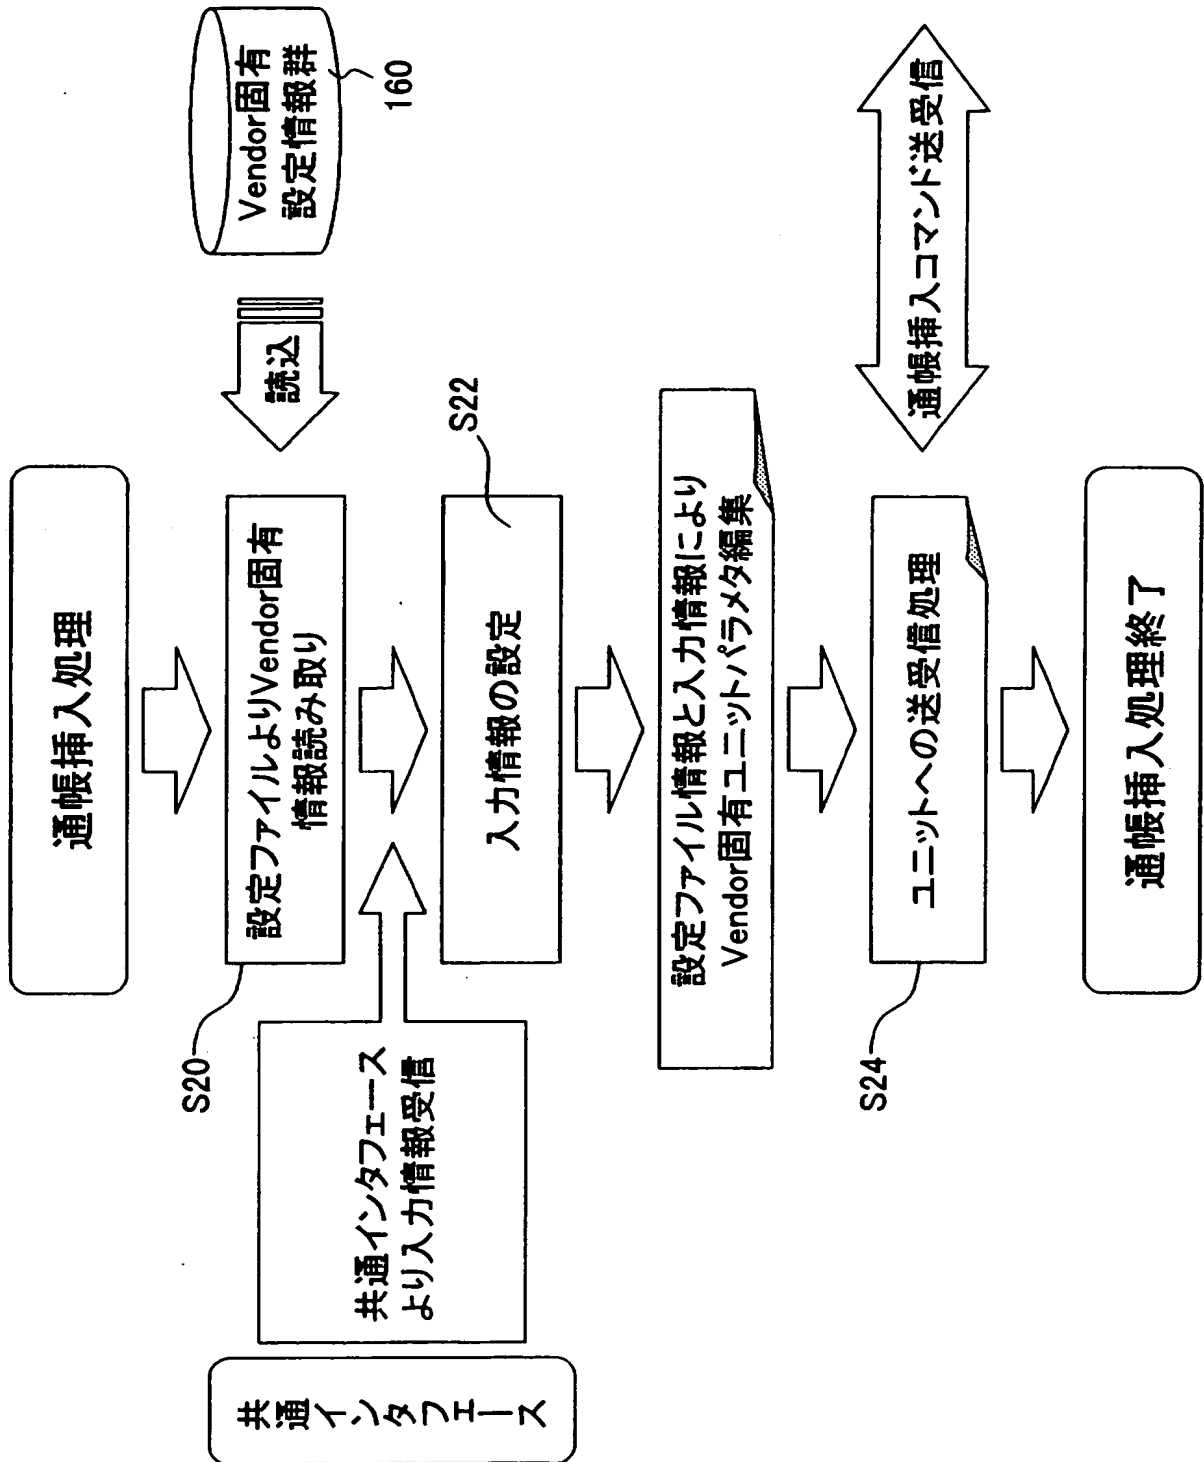 通帳挿入処理
設定ファイルよりVendor固有
情報読み取り
S20
読込
Vendor固有
設定情報群
160
共通インタフェース
共通インタフェース
より入力情報受信
入力情報の設定
S22
設定ファイル情報と入力情報により
Vendor固有ユニットパラメタ編集
ユニットへの送受信処理
S24
通帳挿入コマンド送受信
通帳挿入処理終了